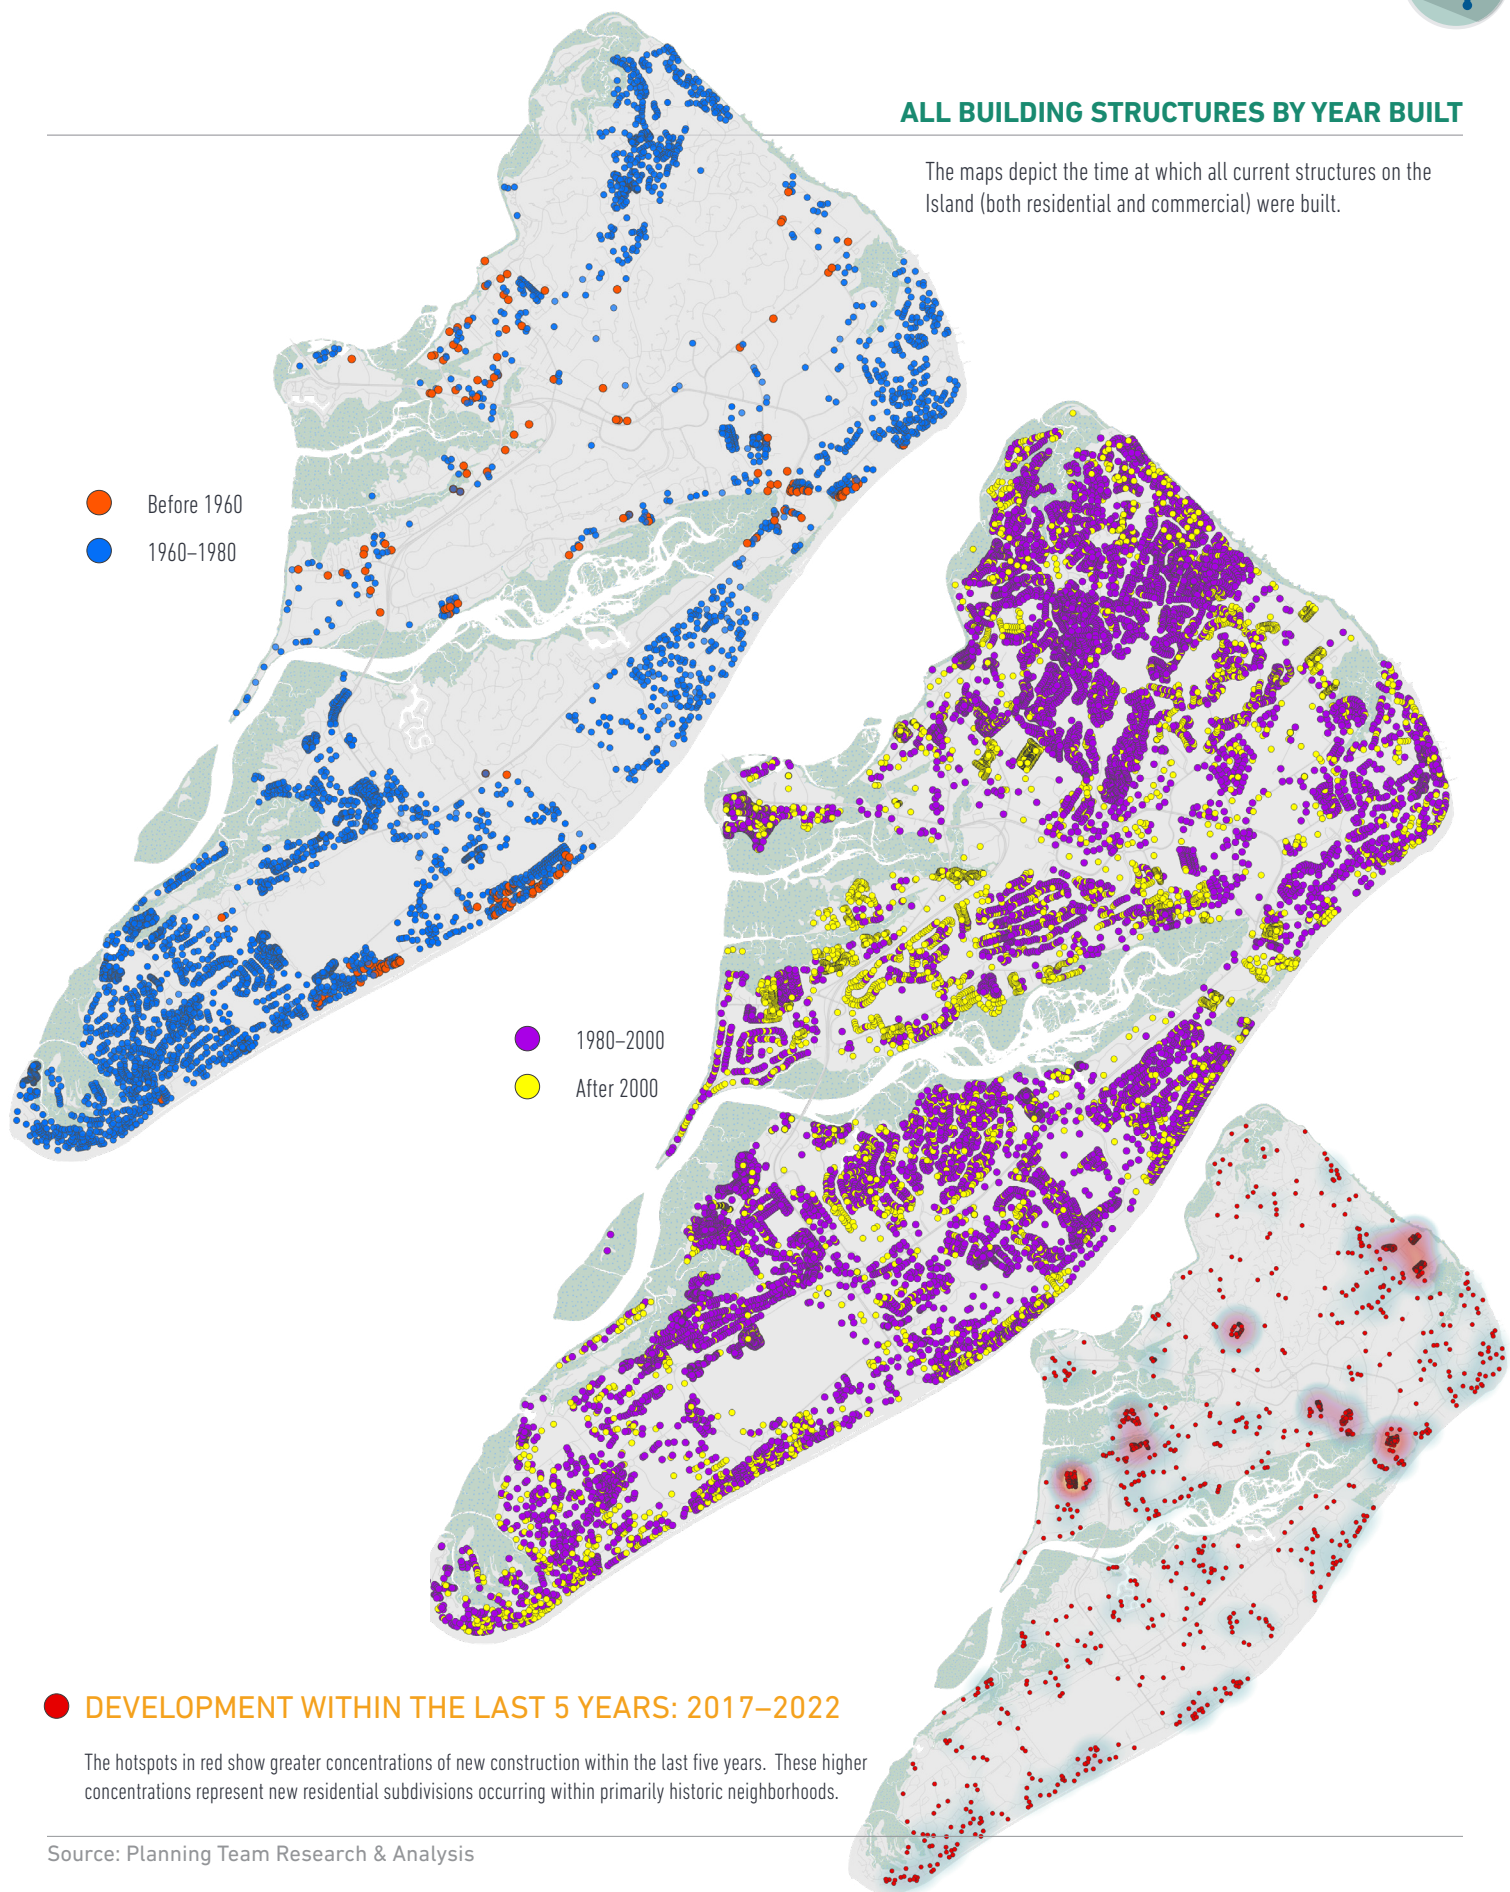 ALL BUILDING STRUCTURES BY YEAR BUILT
The maps depict the time at which all current structures on the
Island (both residential and commercial) were built.
Before 1960
1960–1980
1980–2000
After 2000
DEVELOPMENT WITHIN THE LAST 5 YEARS: 2017–2022
The hotspots in red show greater concentrations of new construction within the last five years. These higher
concentrations represent new residential subdivisions occurring within primarily historic neighborhoods.
Source: Planning Team Research & Analysis